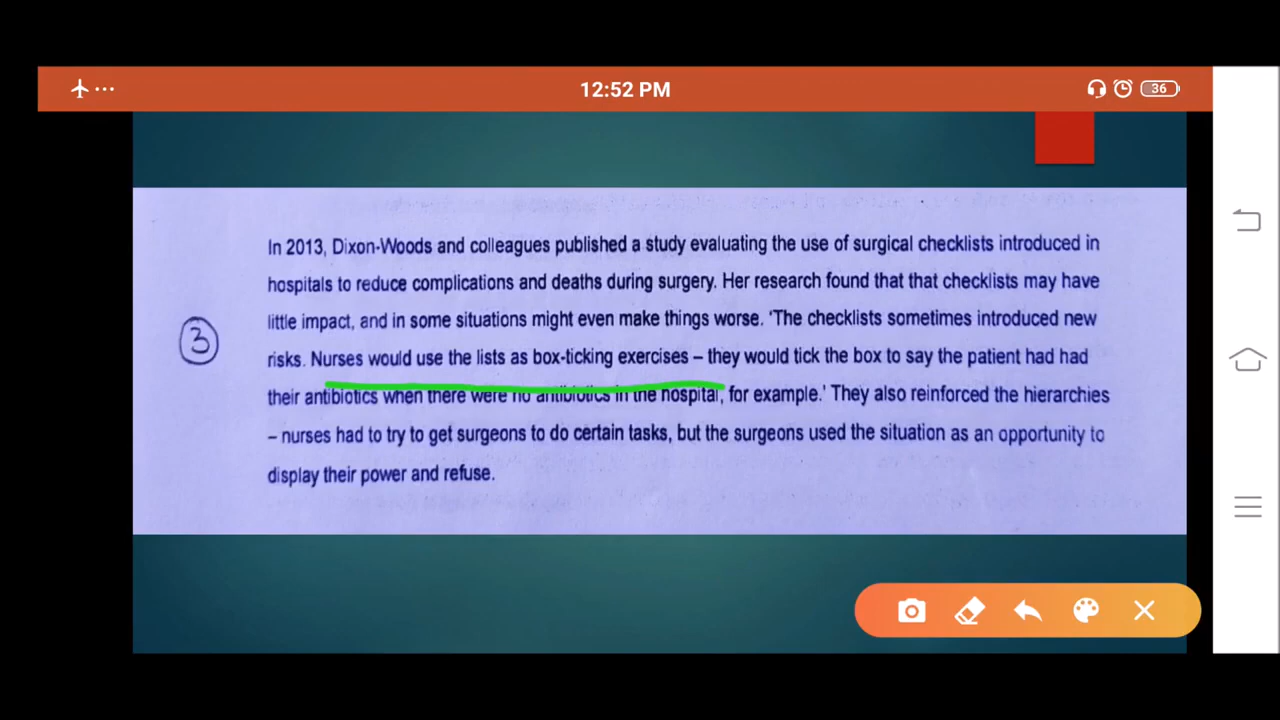 12:52 PM
36
In 2013, Dixon-Woods and colleagues published a study evaluating the use of surgical checklists introduced in
hospitals to reduce complications and deaths during surgery. Her research found that that checklists may have
little impact, and in some situations might even make things worse. 'The checklists sometimes introduced new
3
risks. Nurses would use the lists as box-ticking exercises – they would tick the box to say the patient had had
their antibiotics when there were no antibiotics in the hospital, for example.' They also reinforced the hierarchies
– nurses had to try to get surgeons to do certain tasks, but the surgeons used the situation as an opportunity to
display their power and refuse.